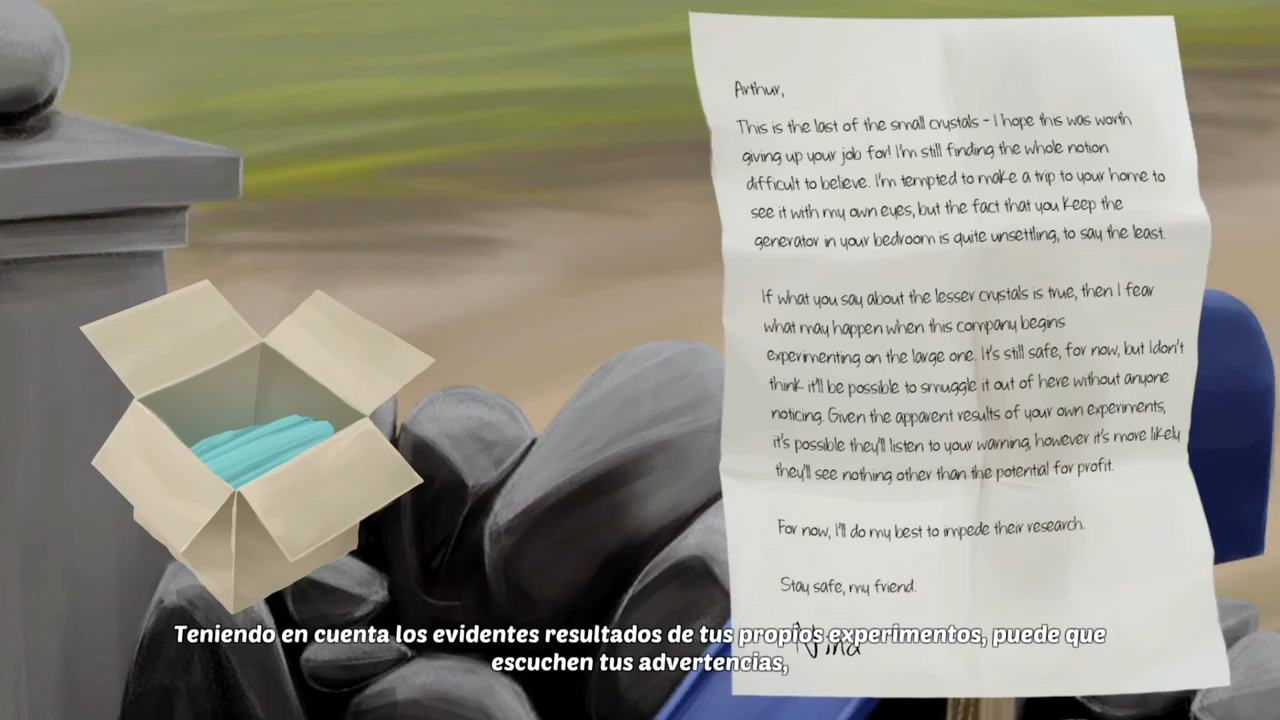 Arthur,
This is the last of the small crystals - I hope this was worth
giving up your job for! I'm still finding the whole notion
difficult to believe. I'm tempted to make a trip to your home to
see it with my own eyes, but the fact that you keep the
generator in your bedroom is quite unsettling, to say the least.
If what you say about the lesser crystals is true, then I fear
what may happen when this company begins
experimenting on the large one. It's still safe, for now, but I don't
think it'll be possible to smuggle it out of here without anyone
noticing. Given the apparent results of your own experiments,
it's possible they'll listen to your warning, however it's more likely
they'll see nothing other than the potential for profit.
For now, I'll do my best to impede their research.
Stay safe, my friend.
Nina
Teniendo en cuenta los evidentes resultados de tus propios experimentos, puede que
escuchen tus advertencias,